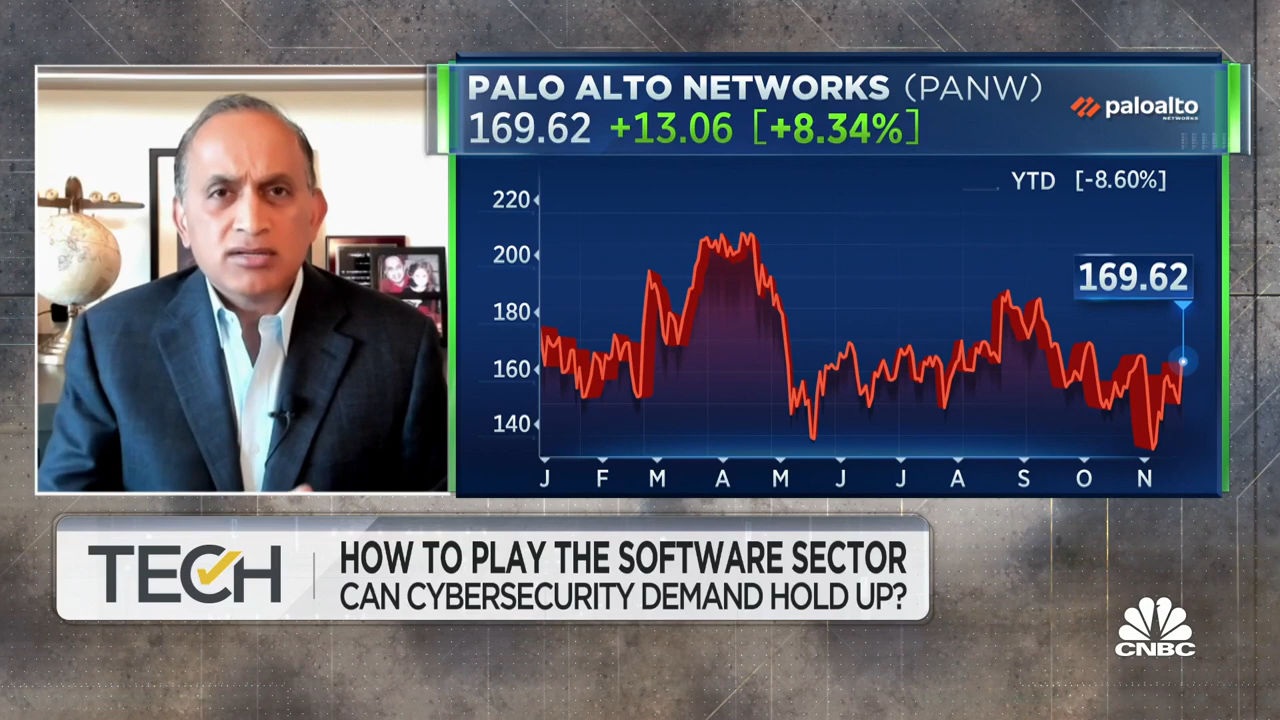 PALO ALTO NETWORKS (PANW)
169.62 +13.06 [+8.34%]
paloalto
NETWORKS
YTD [-8.60%]
220
200
180
160
140
169.62
J F M A M J J A S O N
TECH
HOW TO PLAY THE SOFTWARE SECTOR
CAN CYBERSECURITY DEMAND HOLD UP?
CNBC